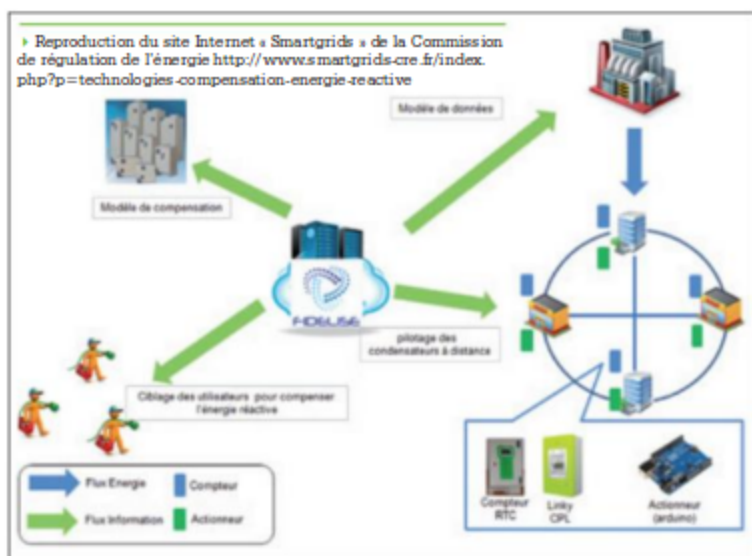 Reproduction du site Internet « Smartgrids » de la Commission
de régulation de l'énergie http://www.smartgrids-cre.fr/index.
php?p=technologies-compensation-energie-reactive
Modèle de données
Modèle de compensation
FIDELISE
pilotage des
condensateurs à distance
Ciblage des utilisateurs pour compenser
l'énergie réactive
Flux Energie
Compteur
Flux Information
Actionneur
Compteur
RTC
Linky
CPL
Actionneur
(arduino)